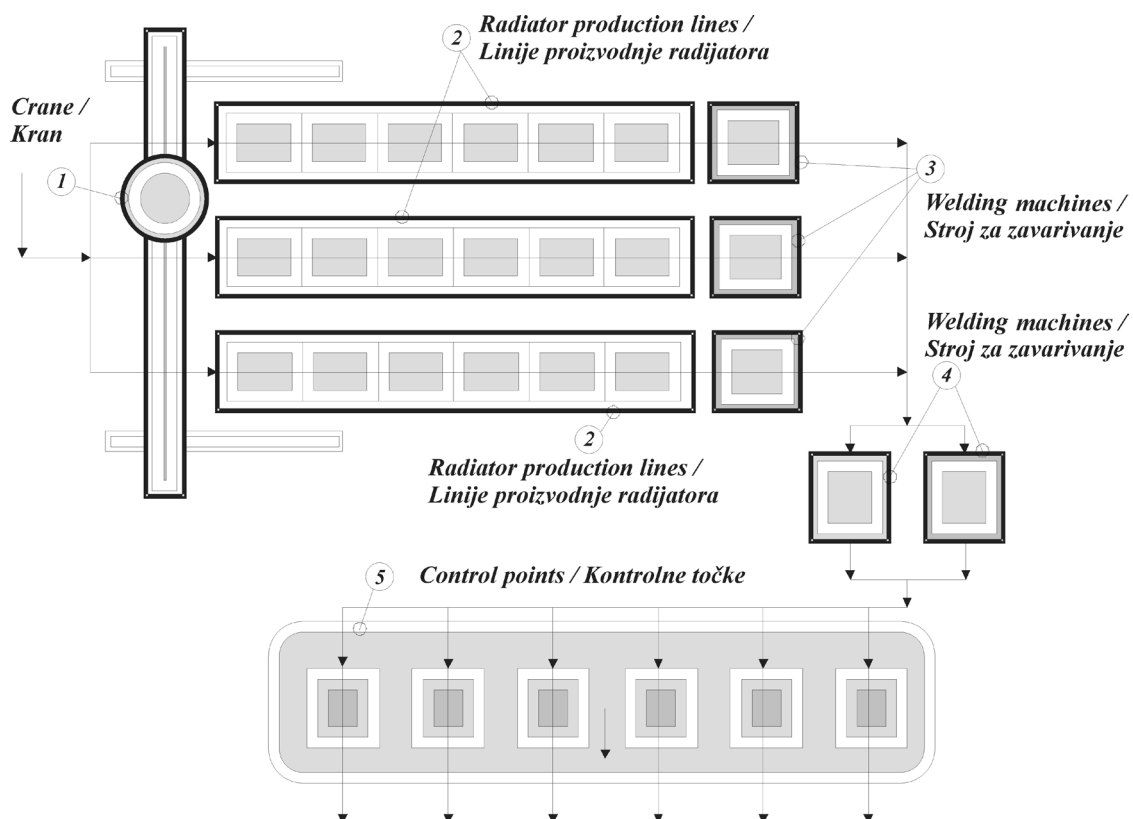 2
Radiator production lines /
Linije proizvodnje radijatora
Crane /
Kran
1
3
Welding machines /
Stroj za zavarivanje
Welding machines /
Stroj za zavarivanje
4
2
Radiator production lines /
Linije proizvodnje radijatora
5
Control points / Kontrolne točke